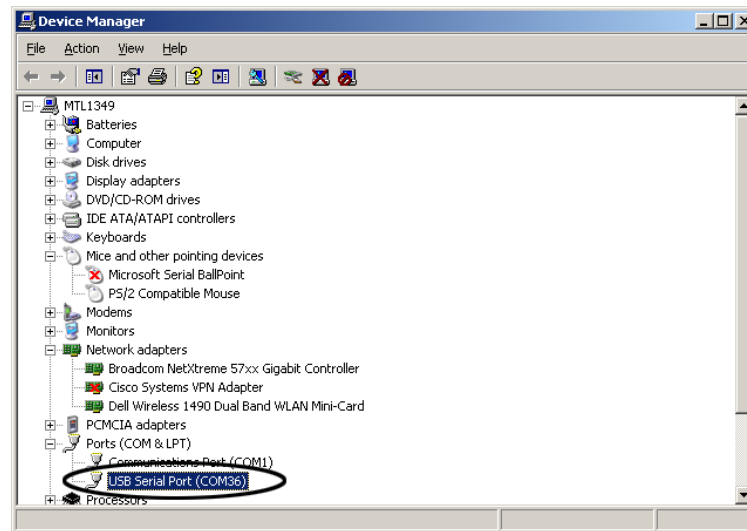 Device Manager
File Action View Help
MTL1349
Batteries
Computer
Disk drives
Display adapters
DVD/CD-ROM drives
IDE ATA/ATAPI controllers
Keyboards
Mice and other pointing devices
Microsoft Serial BallPoint
PS/2 Compatible Mouse
Modems
Monitors
Network adapters
Broadcom NetXtreme 57xx Gigabit Controller
Cisco Systems VPN Adapter
Dell Wireless 1490 Dual Band WLAN Mini-Card
PCMCIA adapters
Ports (COM & LPT)
Communications Port (COM1)
USB Serial Port (COM36)
Processors